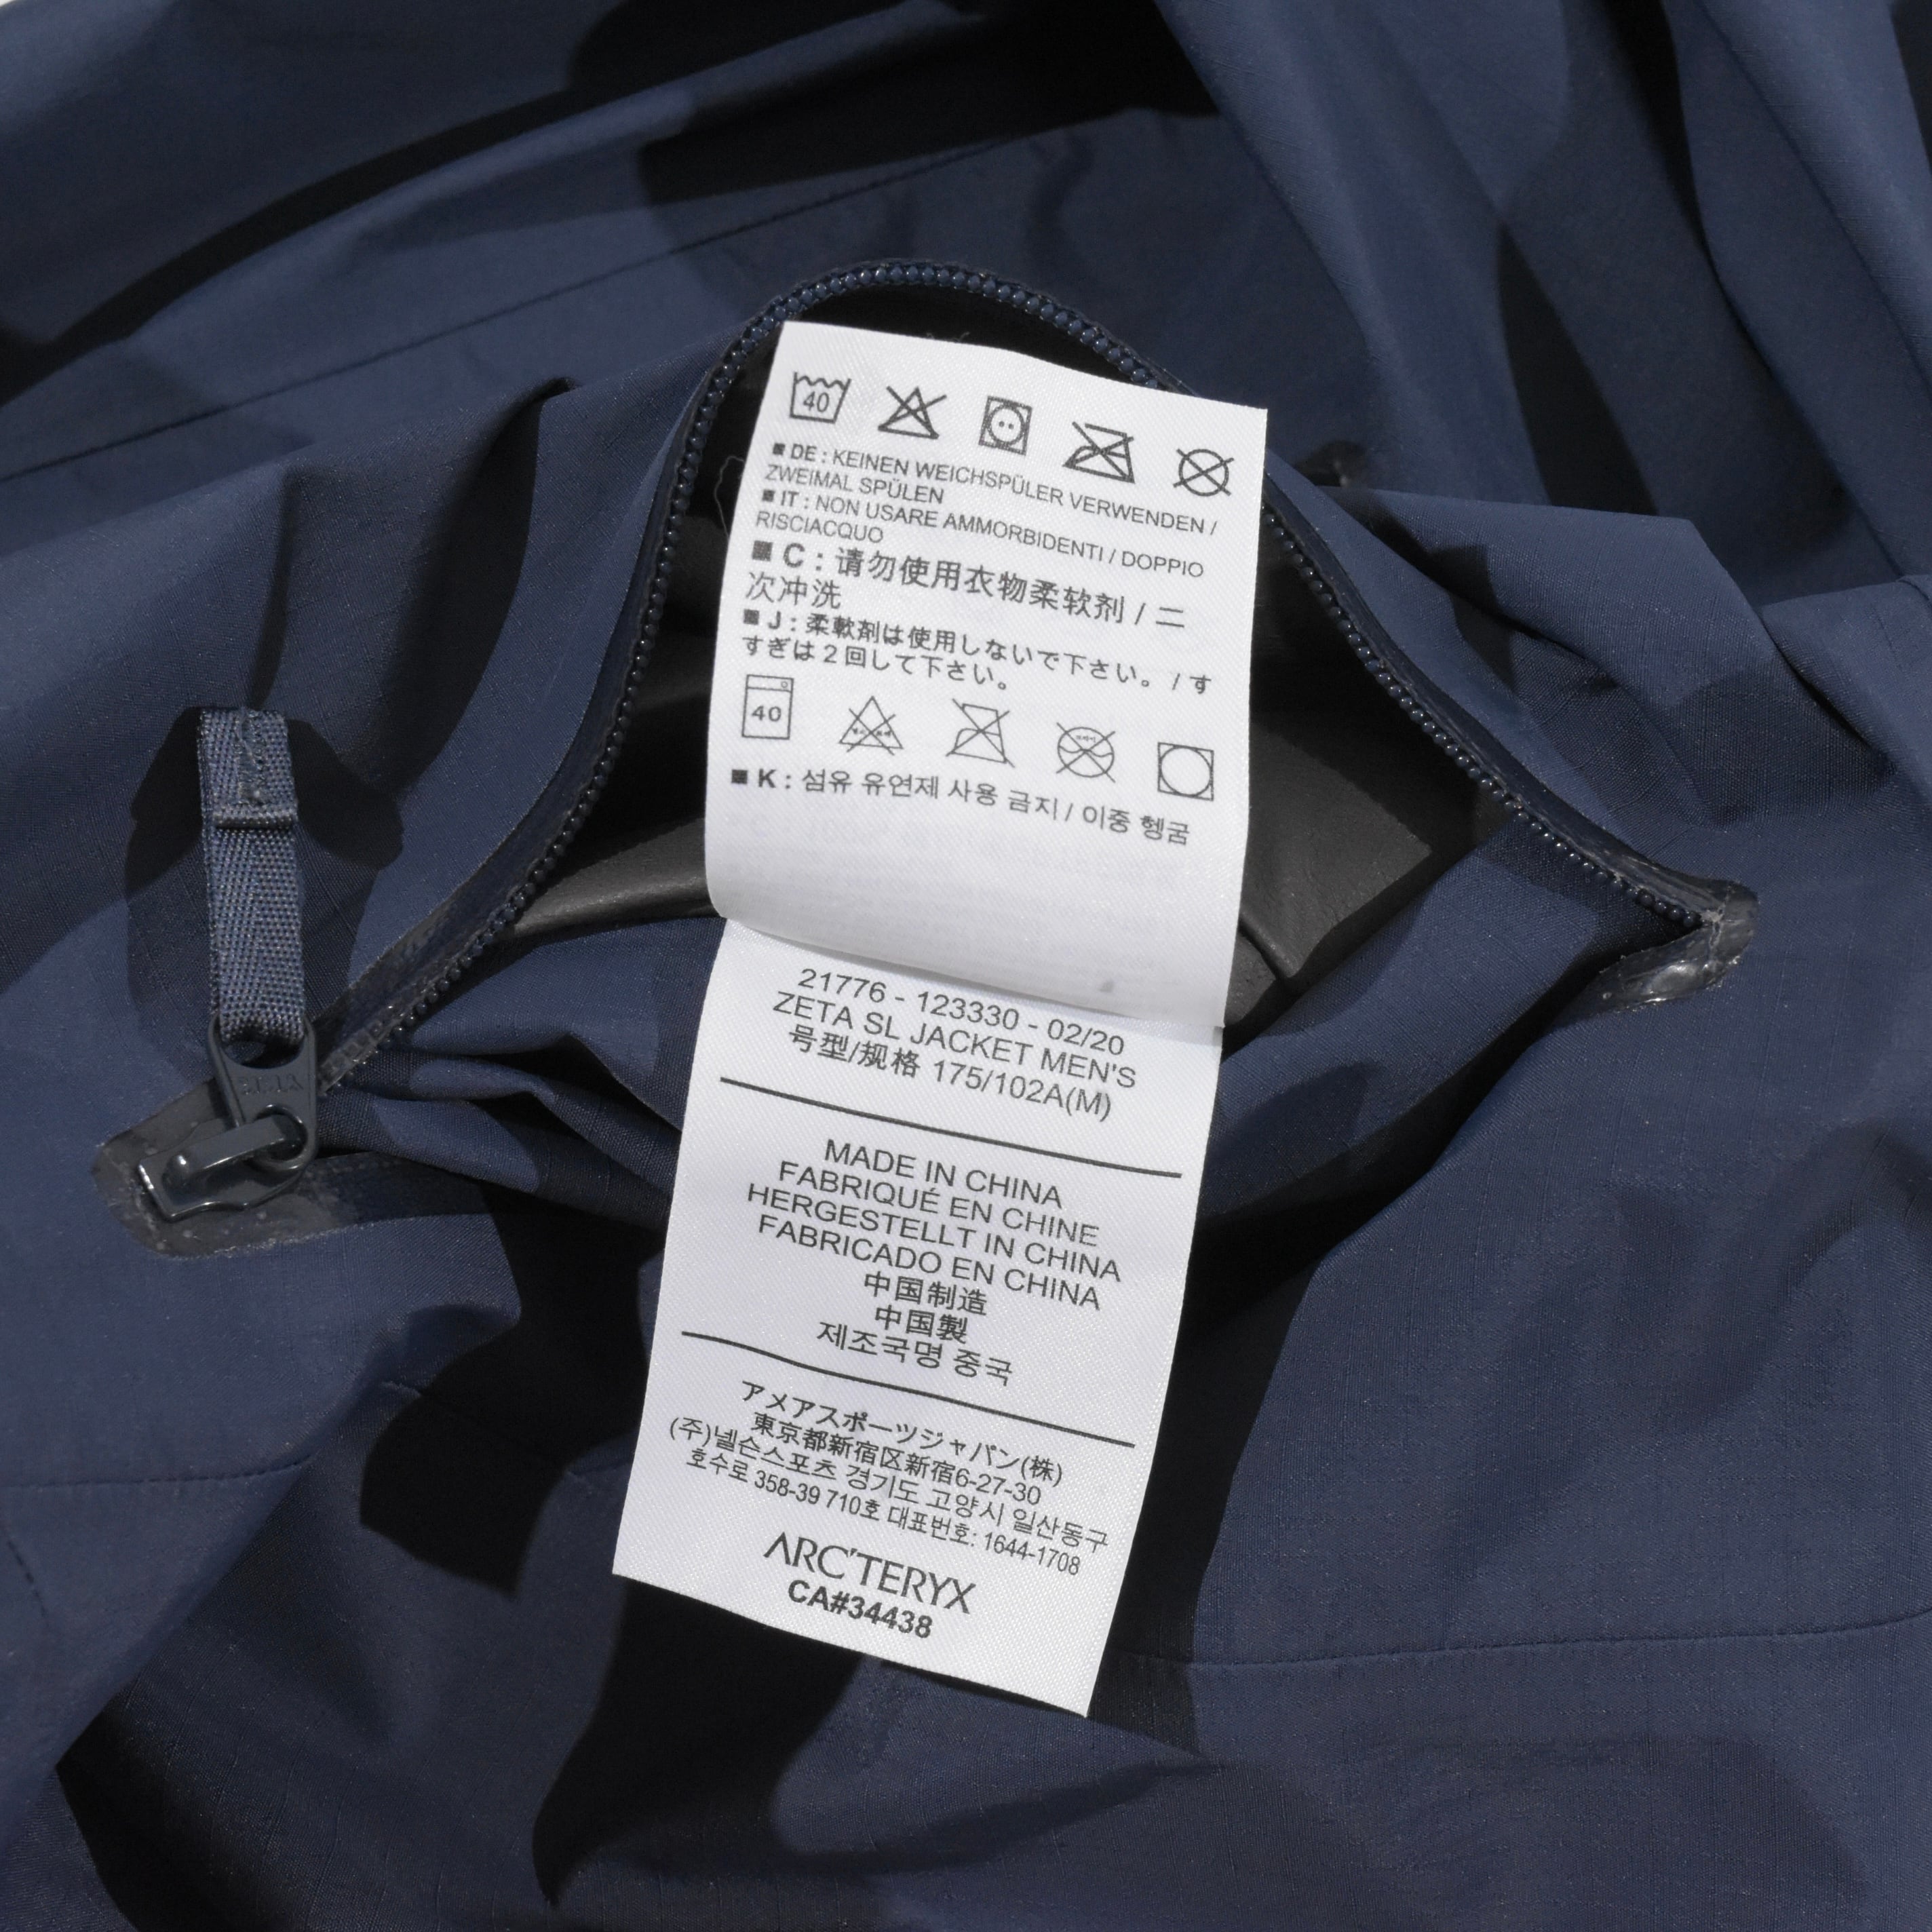 40
■ DE : KEINEN WEICHSPÜLER VERWENDEN /
ZWEIMAL SPÜLEN
■ IT : NON USARE AMMORBIDENTI / DOPPIO
RISCIACQUO
■ C : 请勿使用衣物柔软剂 / 二
次冲洗
■ J : 柔軟剤は使用しないで下さい。 / す
すぎは2回して下さい。
40
■ K : 섬유 유연제 사용 금지 / 이중 헹굼
21776 - 123330 - 02/20
ZETA SL JACKET MEN'S
号型/规格 175/102A(M)
MADE IN CHINA
FABRIQUÉ EN CHINE
HERGESTELLT IN CHINA
FABRICADO EN CHINA
中国制造
中国製
제조국명 중국
アメアスポーツジャパン(株)
東京都新宿区新宿6-27-30
(주)넬슨스포츠 경기도 고양시 일산동구
호수로 358-39 710호 대표번호: 1644-1708
ARC'TERYX
CA#34438